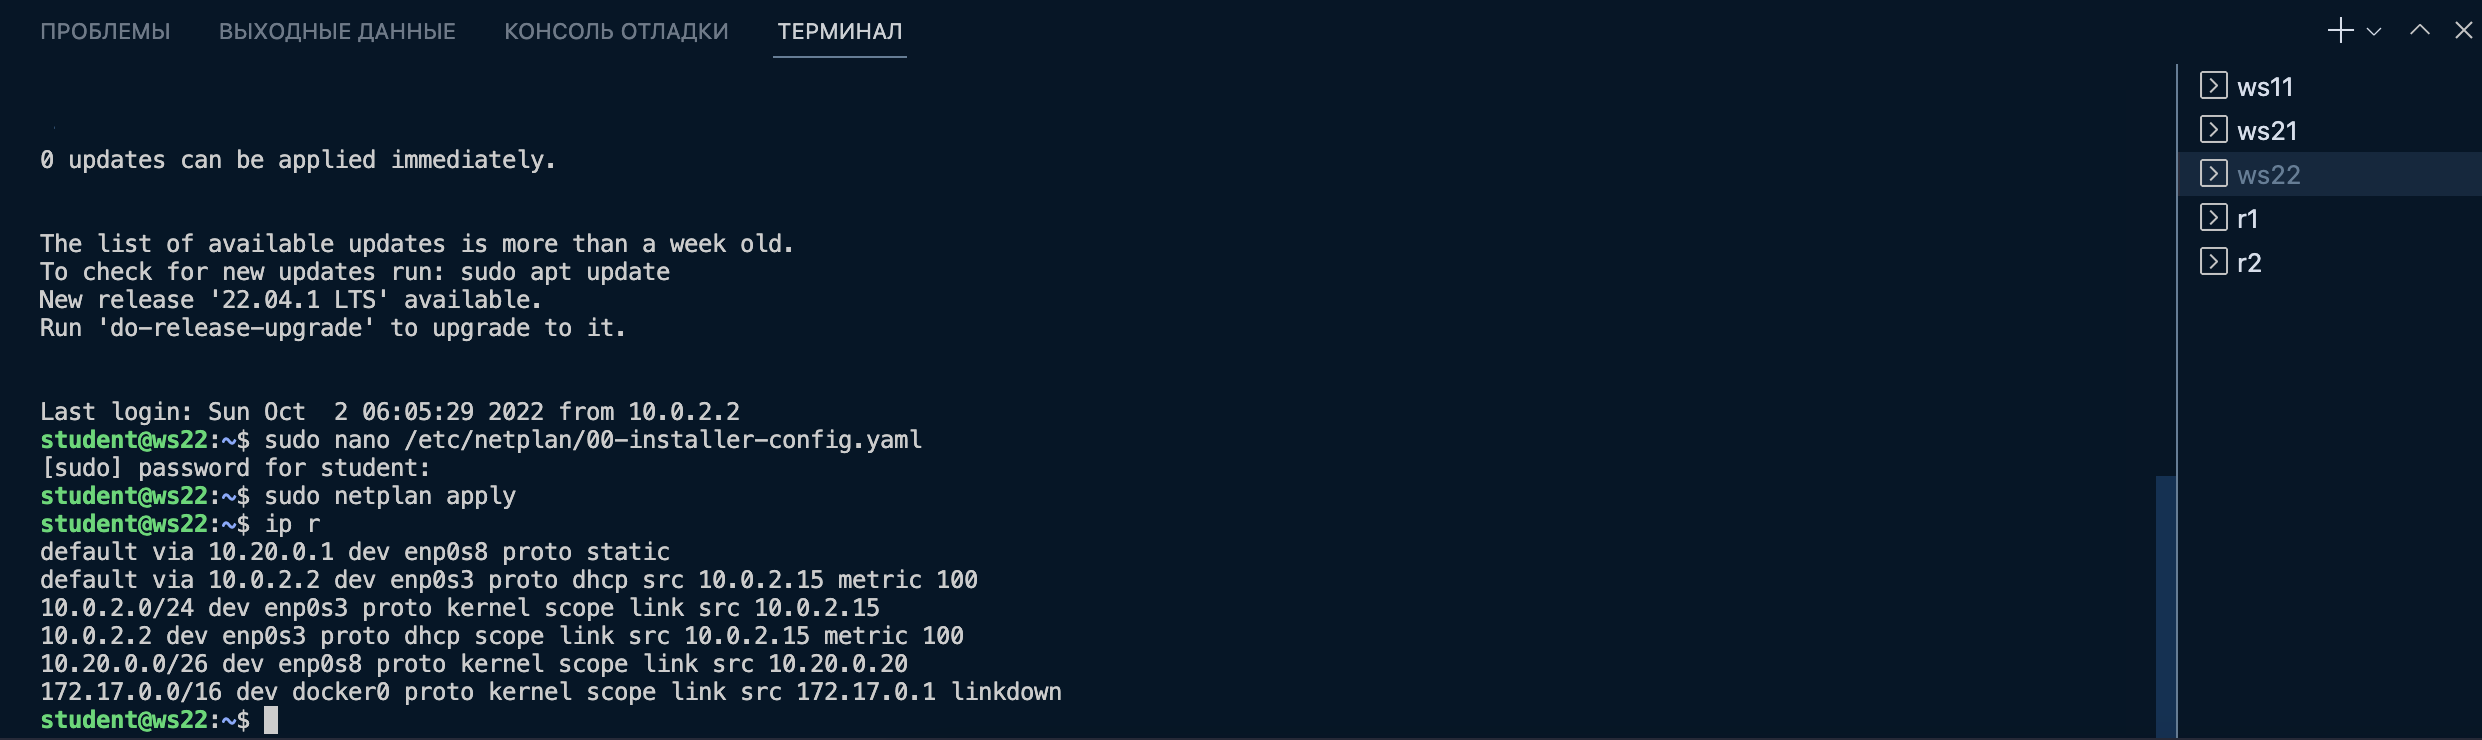 ПРОБЛЕМЫ ВЫХОДНЫЕ ДАННЫЕ КОНСОЛЬ ОТЛАДКИ ТЕРМИНАЛ
0 updates can be applied immediately.
The list of available updates is more than a week old.
To check for new updates run: sudo apt update
New release '22.04.1 LTS' available.
Run 'do-release-upgrade' to upgrade to it.
Last login: Sun Oct  2 06:05:29 2022 from 10.0.2.2
student@ws22:~$ sudo nano /etc/netplan/00-installer-config.yaml
[sudo] password for student:
student@ws22:~$ sudo netplan apply
student@ws22:~$ ip r
default via 10.20.0.1 dev enp0s8 proto static
default via 10.0.2.2 dev enp0s3 proto dhcp src 10.0.2.15 metric 100
10.0.2.0/24 dev enp0s3 proto kernel scope link src 10.0.2.15
10.0.2.2 dev enp0s3 proto dhcp scope link src 10.0.2.15 metric 100
10.20.0.0/26 dev enp0s8 proto kernel scope link src 10.20.0.20
172.17.0.0/16 dev docker0 proto kernel scope link src 172.17.0.1 linkdown
student@ws22:~$
ws11
ws21
ws22
r1
r2